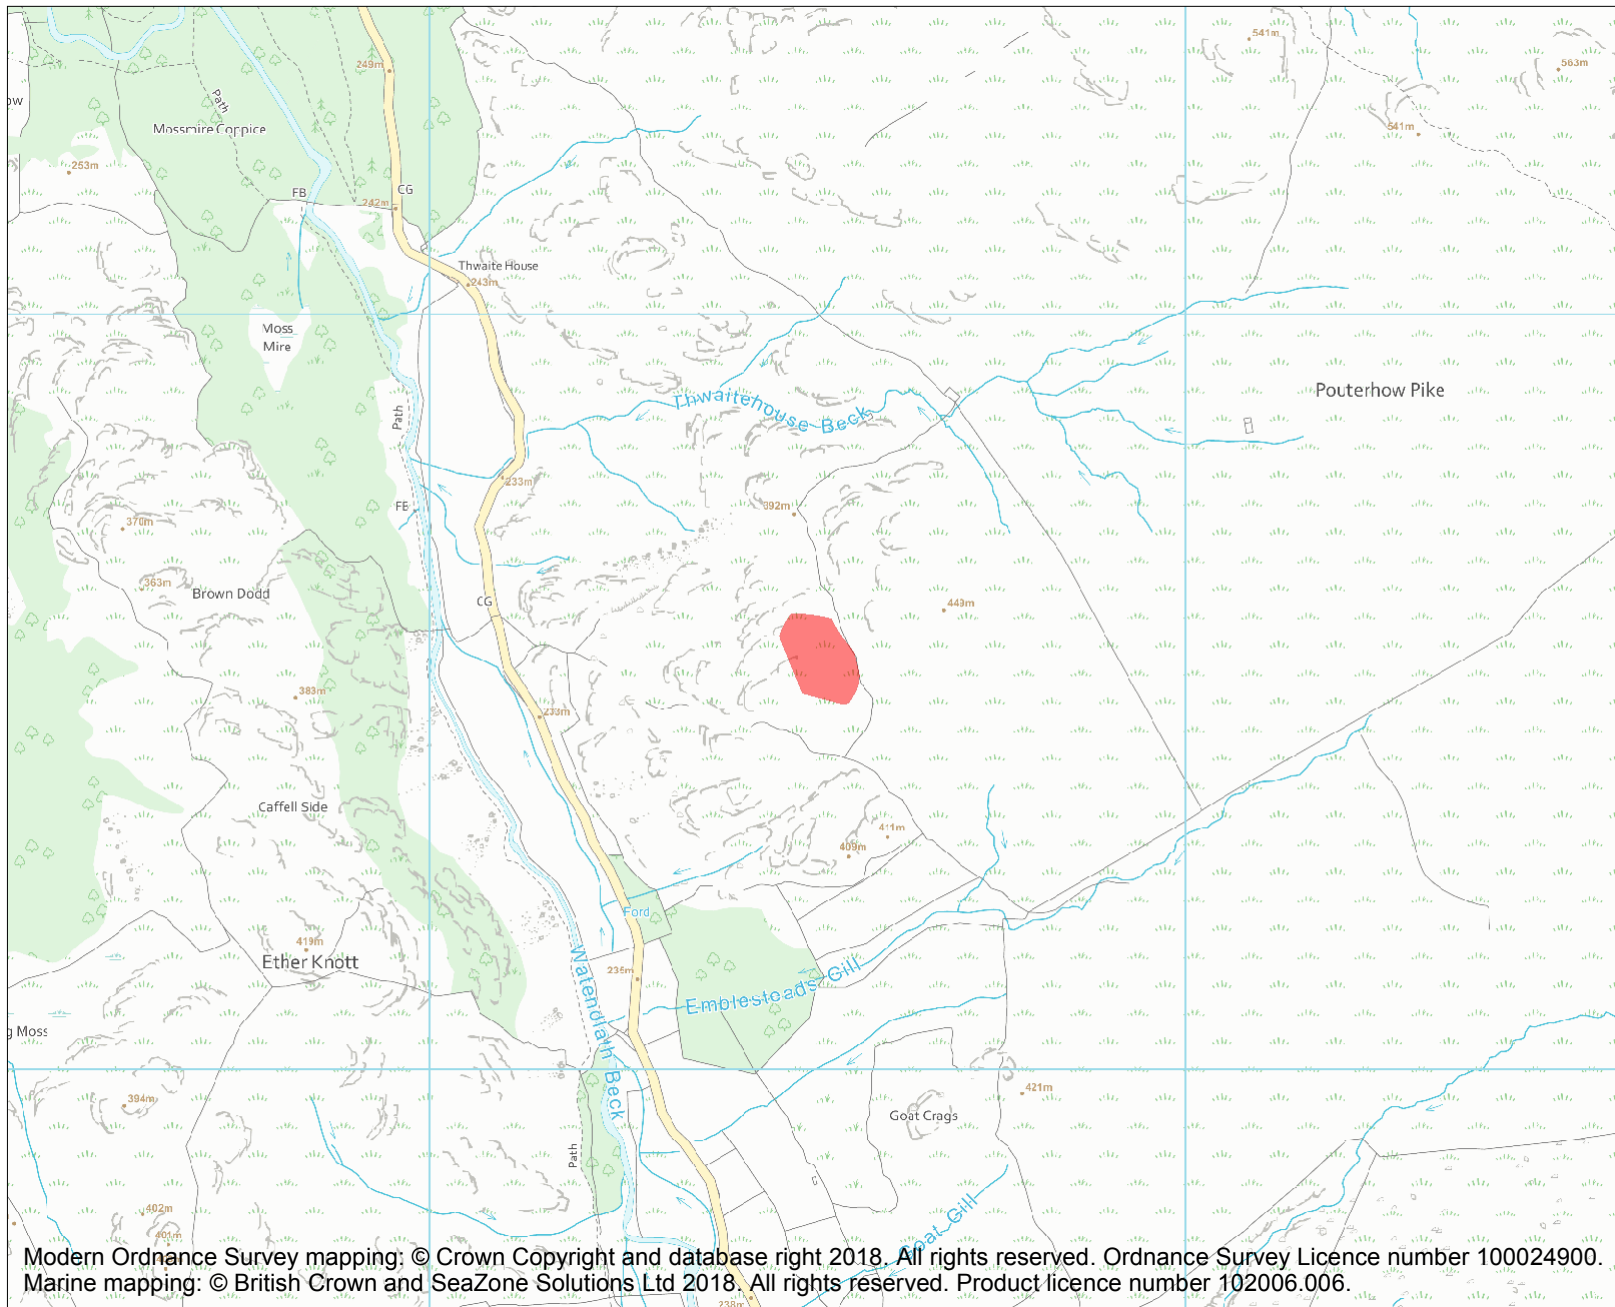 541m
563m
249m
ow
Path
Mossmire Coppice
541m
253m
FB
CG
242m
Thwaite House
243m
Moss
Mire
Pouterhow Pike
Thwaitehouse Beck
Path
233m
392m
FE
370m
363m
Brown Dodd
CG
449m
383m
233m
Caffell Side
411m
409m
Ford
419m
Ether Knott
Watendlath Beck
235m
Emblesteads Gill
g Moss
421m
394m
Goat Crags
Path
402m
401m
Goat Gill
Modern Ordnance Survey mapping: © Crown Copyright and database right 2018. All rights reserved. Ordnance Survey Licence number 100024900.
Marine mapping: © British Crown and SeaZone Solutions Ltd 2018. All rights reserved. Product licence number 102006.006.
238m